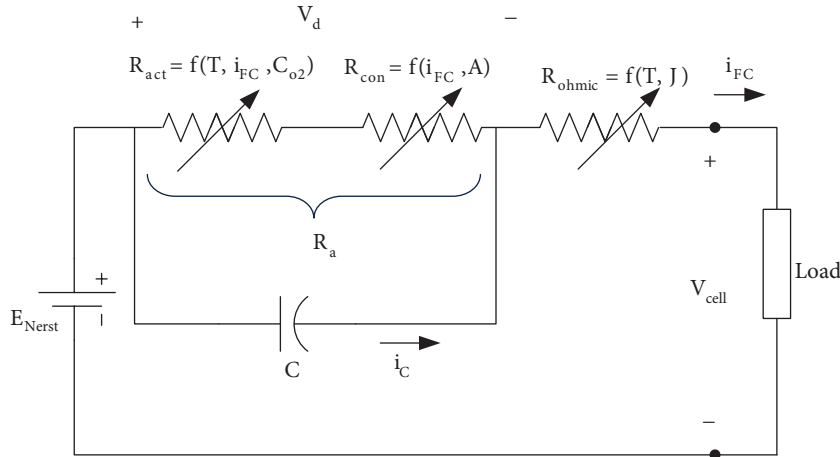 + V_d −
R_act = f(T, i_FC , C_o2) R_con = f(i_FC , A) R_ohmic = f(T, J) i_FC
+
R_a
+
E_Nerst
−
V_cell
Load
C
i_C
−